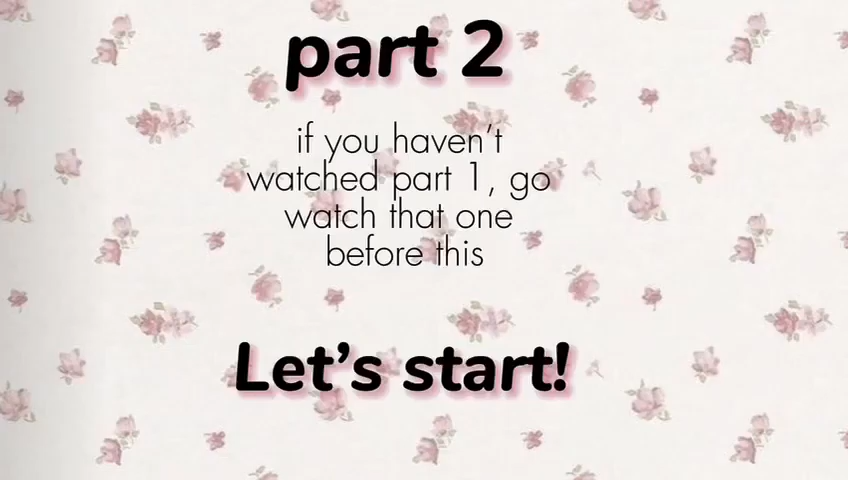 part 2
if you haven't
watched part 1, go
watch that one
before this
Let's start!